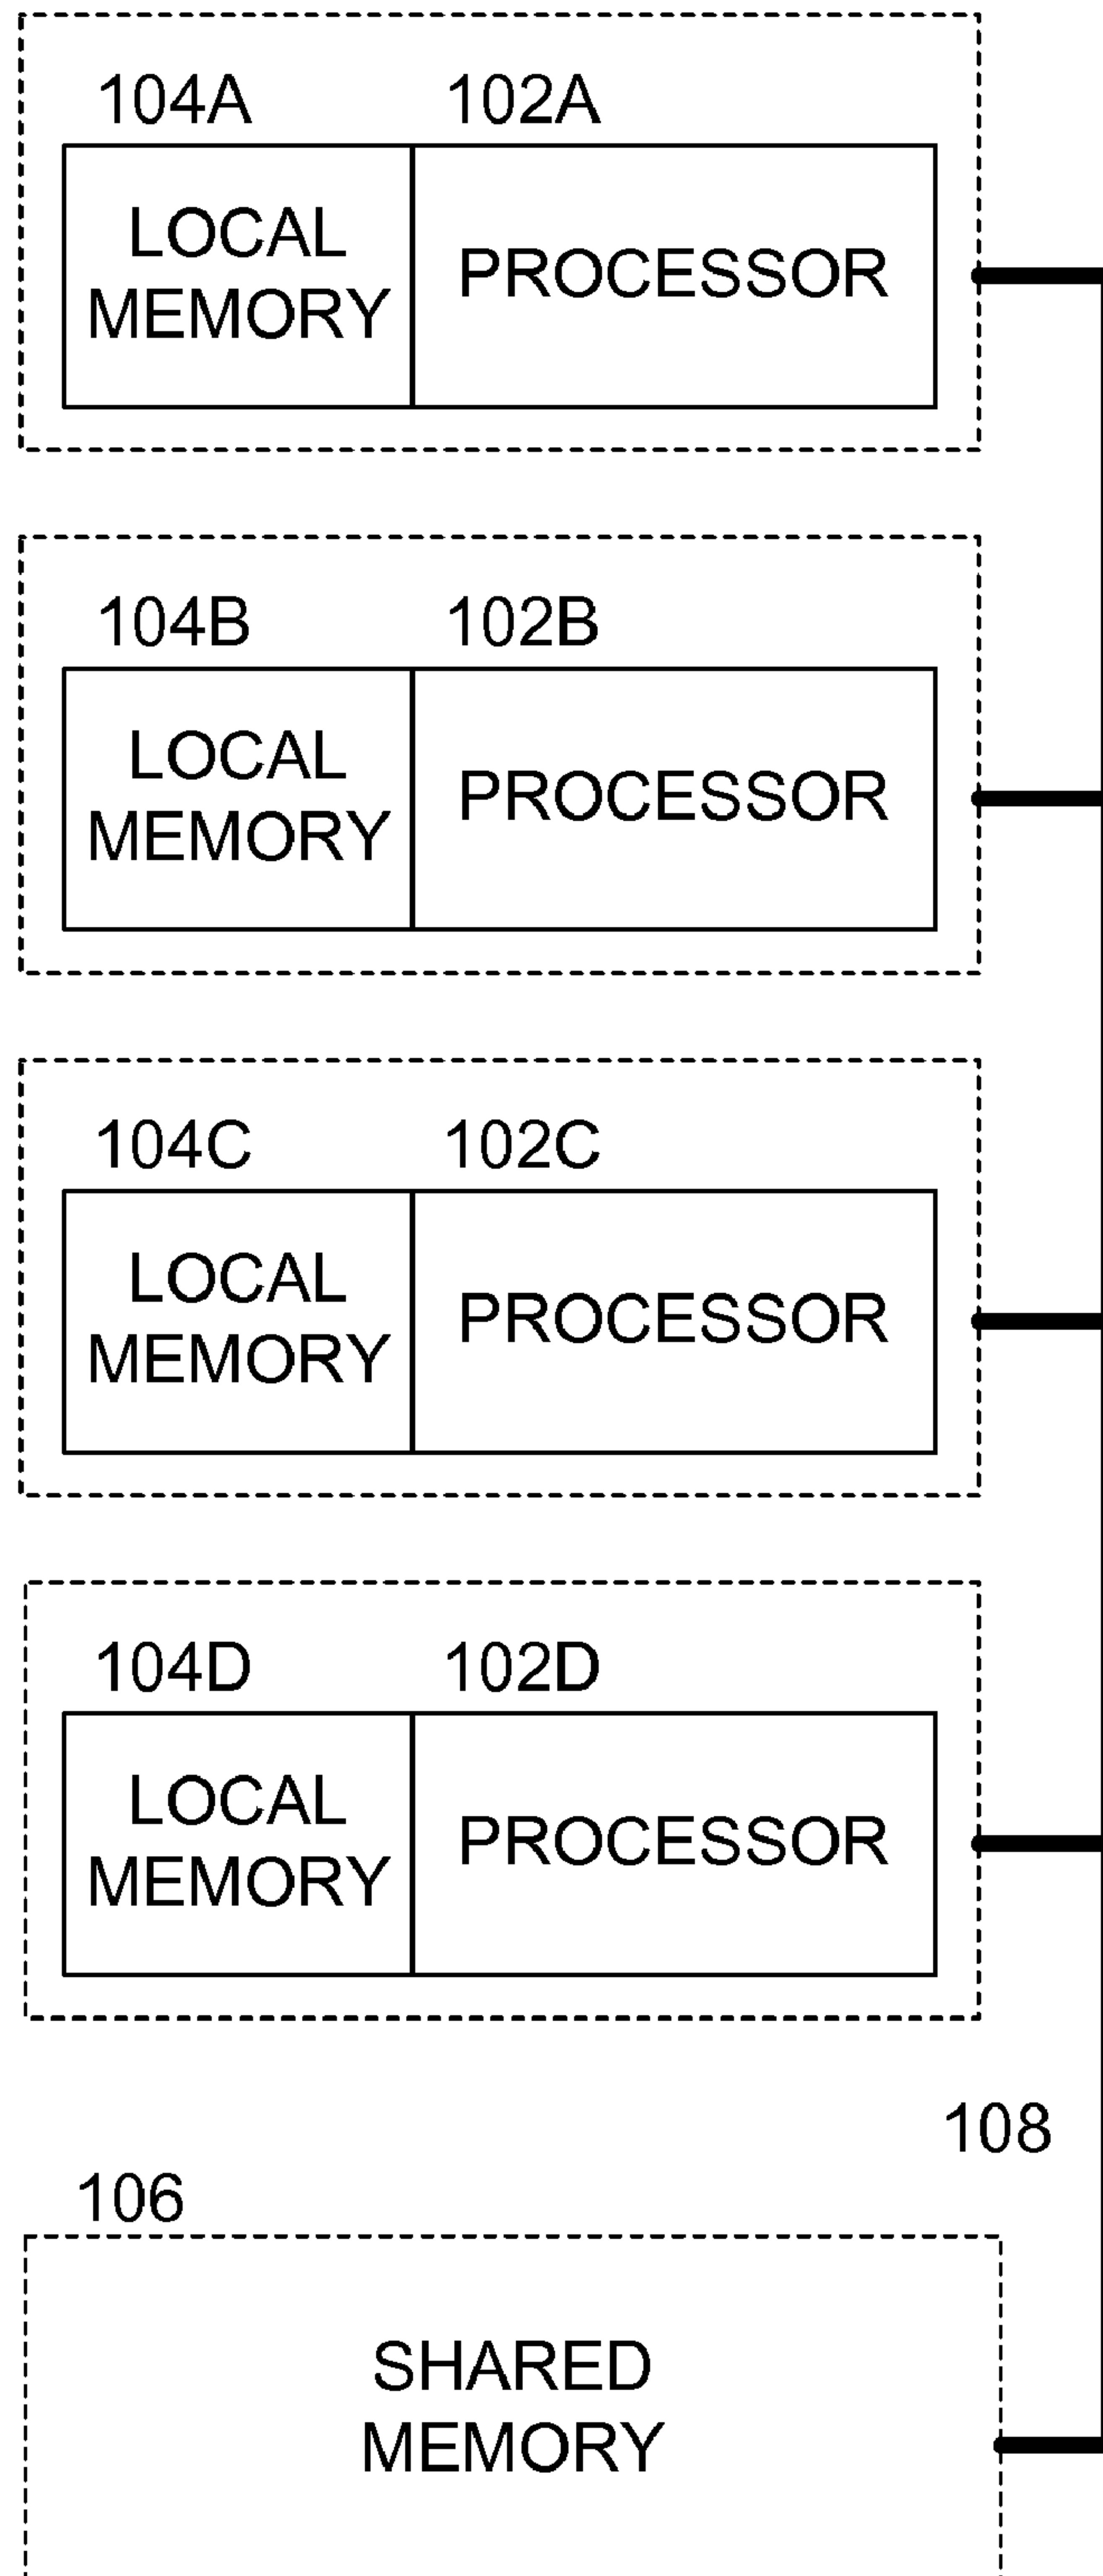 104A 102A
LOCAL
MEMORY
PROCESSOR
104B 102B
LOCAL
MEMORY
PROCESSOR
104C 102C
LOCAL
MEMORY
PROCESSOR
104D 102D
LOCAL
MEMORY
PROCESSOR
108
106
SHARED
MEMORY